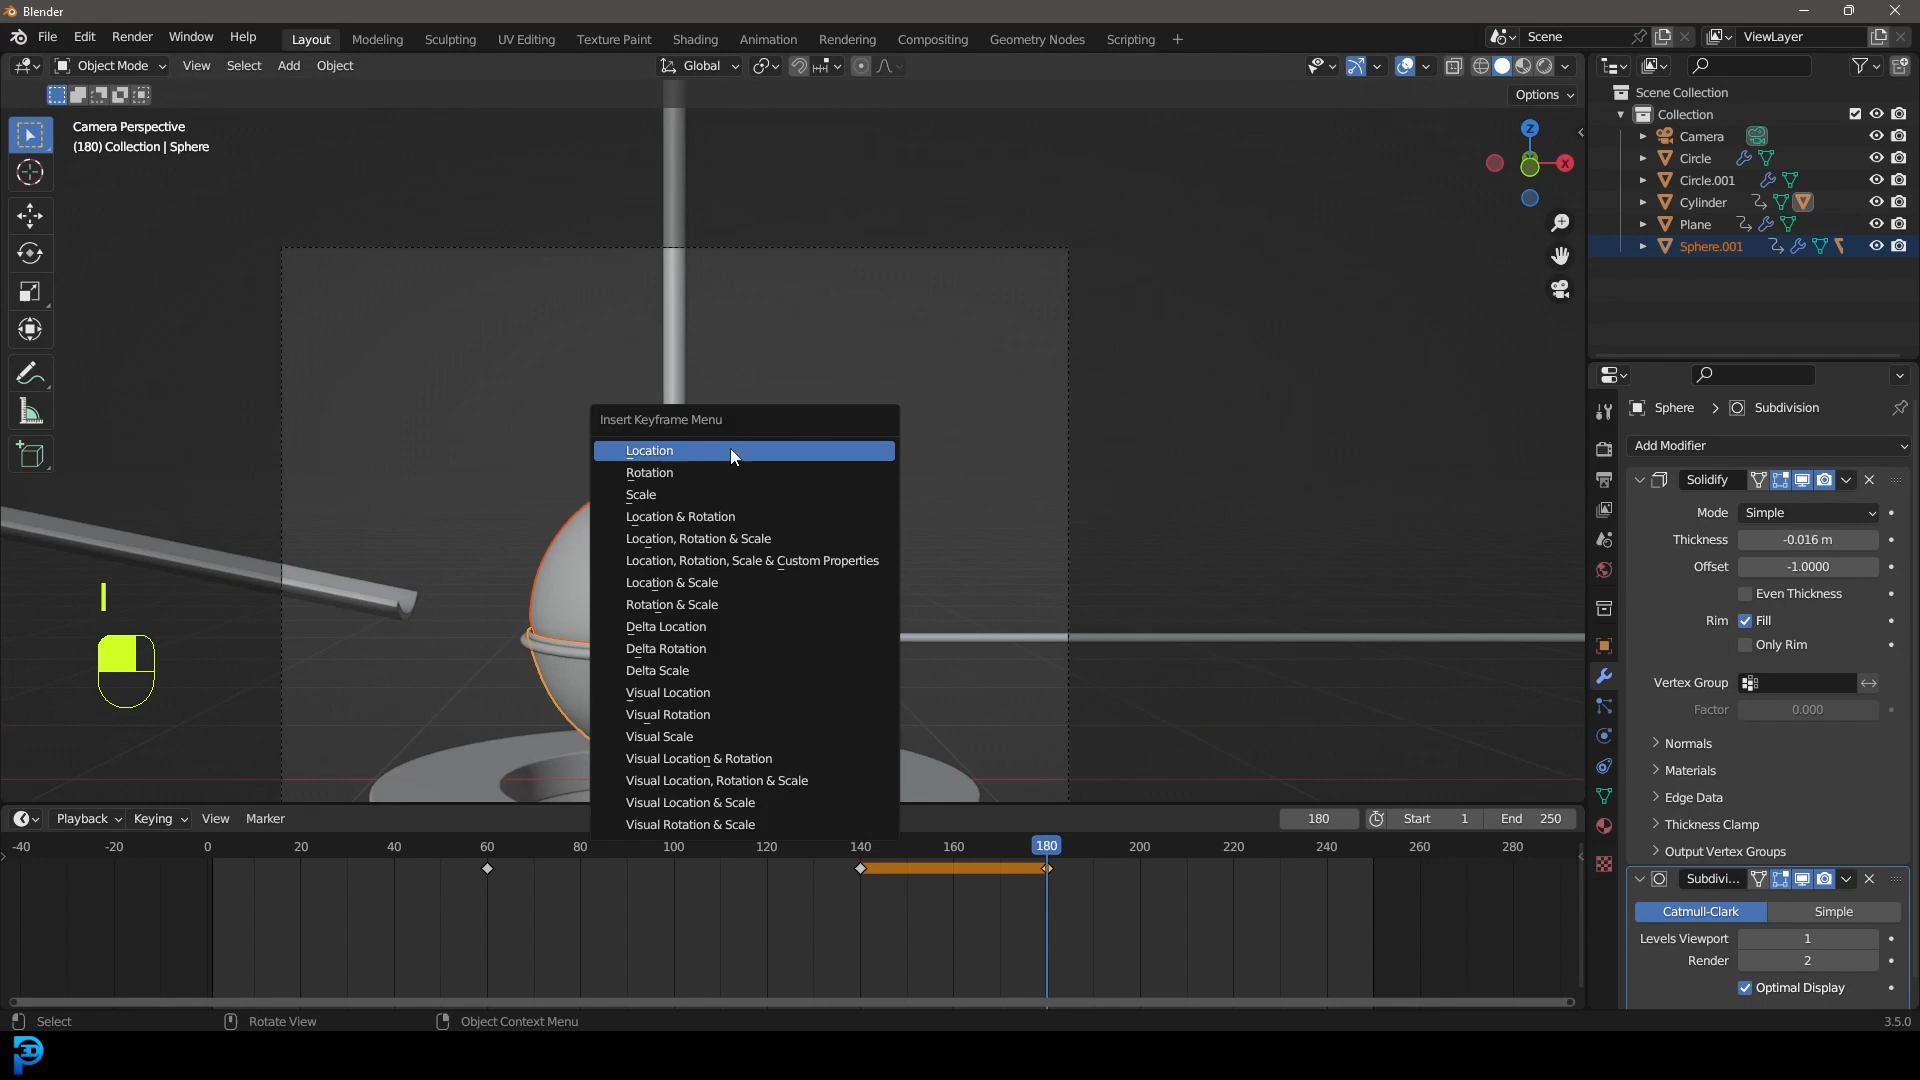 Blender
File Edit Render Window Help
Layout Modeling Sculpting UV Editing Texture Paint Shading Animation Rendering Compositing Geometry Nodes Scripting +
Scene
ViewLayer
Object Mode View Select Add Object
Global
Options
Camera Perspective
(180) Collection | Sphere
Z
X
Scene Collection
Collection
Camera
Circle
Circle.001
Cylinder
Plane
Sphere.001
Insert Keyframe Menu
Location
Rotation
Scale
Location & Rotation
Location, Rotation & Scale
Location, Rotation, Scale & Custom Properties
Location & Scale
Rotation & Scale
Delta Location
Delta Rotation
Delta Scale
Visual Location
Visual Rotation
Visual Scale
Visual Location & Rotation
Visual Location, Rotation & Scale
Visual Location & Scale
Visual Rotation & Scale
I
Sphere > Subdivision
Add Modifier
Solidify
Mode Simple
Thickness -0.016 m
Offset -1.0000
Even Thickness
Rim Fill
Only Rim
Vertex Group
Factor 0.000
Normals
Materials
Edge Data
Thickness Clamp
Output Vertex Groups
Subdivi...
Catmull-Clark Simple
Levels Viewport 1
Render 2
Optimal Display
Playback Keying View Marker
180 Start 1 End 250
-40 -20 0 20 40 60 80 100 120 140 160 180 200 220 240 260 280
Select Rotate View Object Context Menu
3.5.0